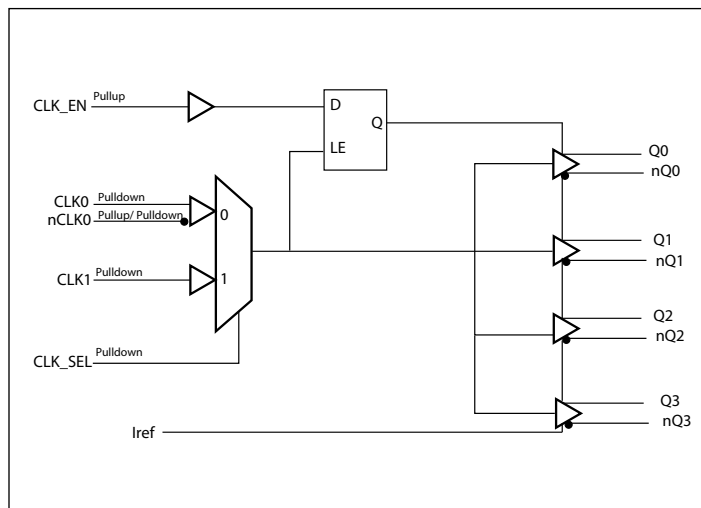 CLK_EN Pullup
D
Q
LE
Q0
nQ0
CLK0 Pulldown
nCLK0 Pullup/ Pulldown
0
Q1
nQ1
CLK1 Pulldown
1
Q2
nQ2
CLK_SEL Pulldown
Q3
nQ3
Iref